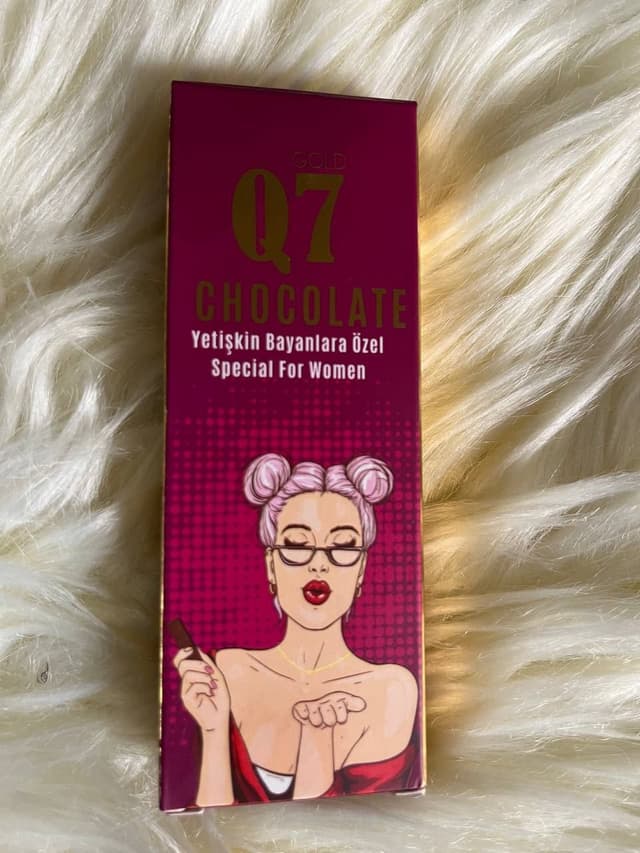 GOLD
Q7
CHOCOLATE
Yetişkin Bayanlara Özel
Special For Women